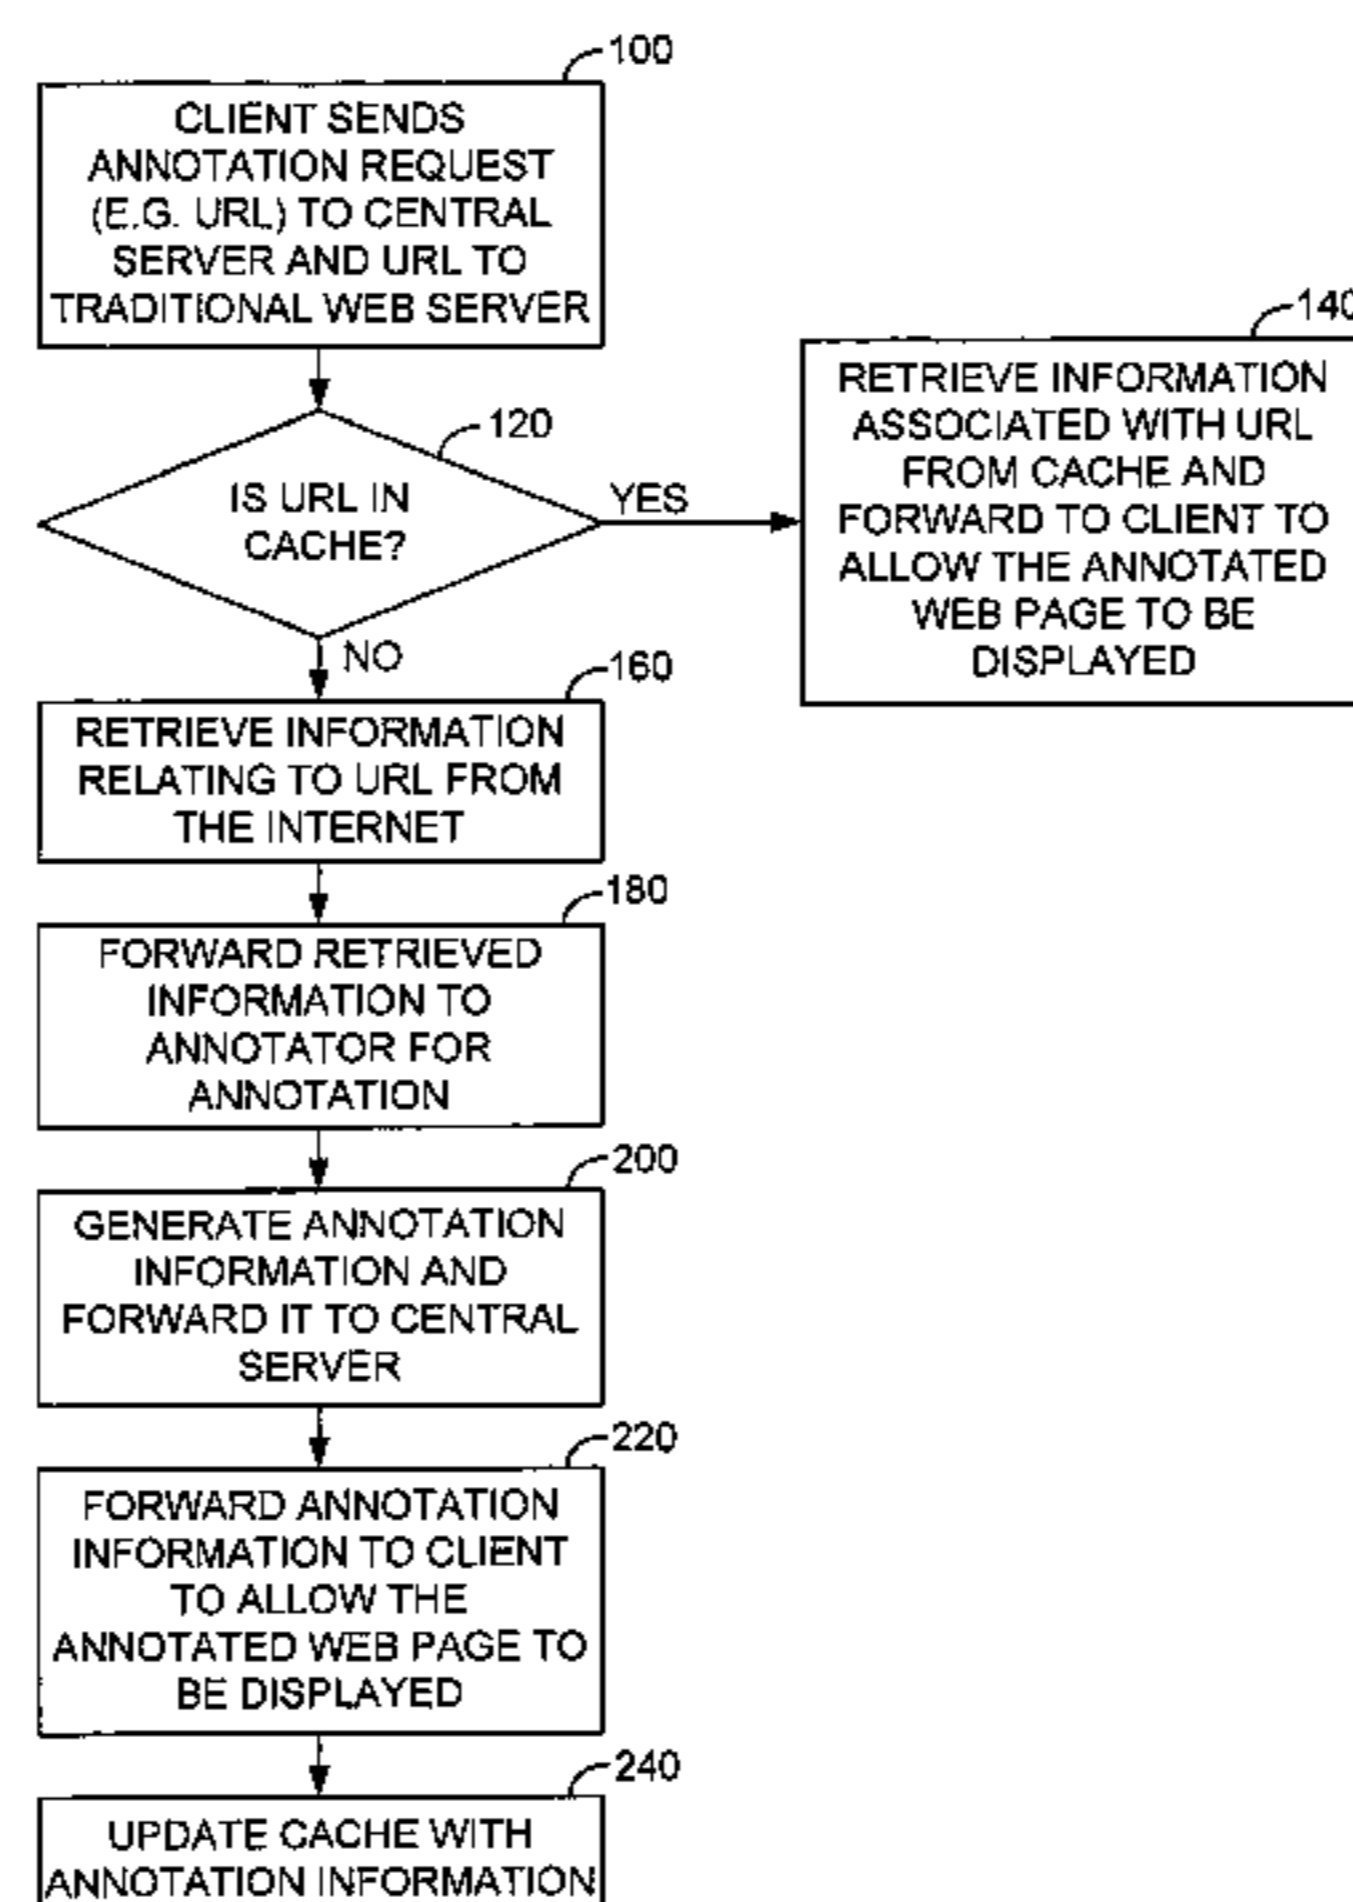 100
CLIENT SENDS
ANNOTATION REQUEST
(E.G. URL) TO CENTRAL
SERVER AND URL TO
TRADITIONAL WEB SERVER
120
IS URL IN
CACHE?
YES
NO
140
RETRIEVE INFORMATION
ASSOCIATED WITH URL
FROM CACHE AND
FORWARD TO CLIENT TO
ALLOW THE ANNOTATED
WEB PAGE TO BE
DISPLAYED
160
RETRIEVE INFORMATION
RELATING TO URL FROM
THE INTERNET
180
FORWARD RETRIEVED
INFORMATION TO
ANNOTATOR FOR
ANNOTATION
200
GENERATE ANNOTATION
INFORMATION AND
FORWARD IT TO CENTRAL
SERVER
220
FORWARD ANNOTATION
INFORMATION TO CLIENT
TO ALLOW THE
ANNOTATED WEB PAGE TO
BE DISPLAYED
240
UPDATE CACHE WITH
ANNOTATION INFORMATION